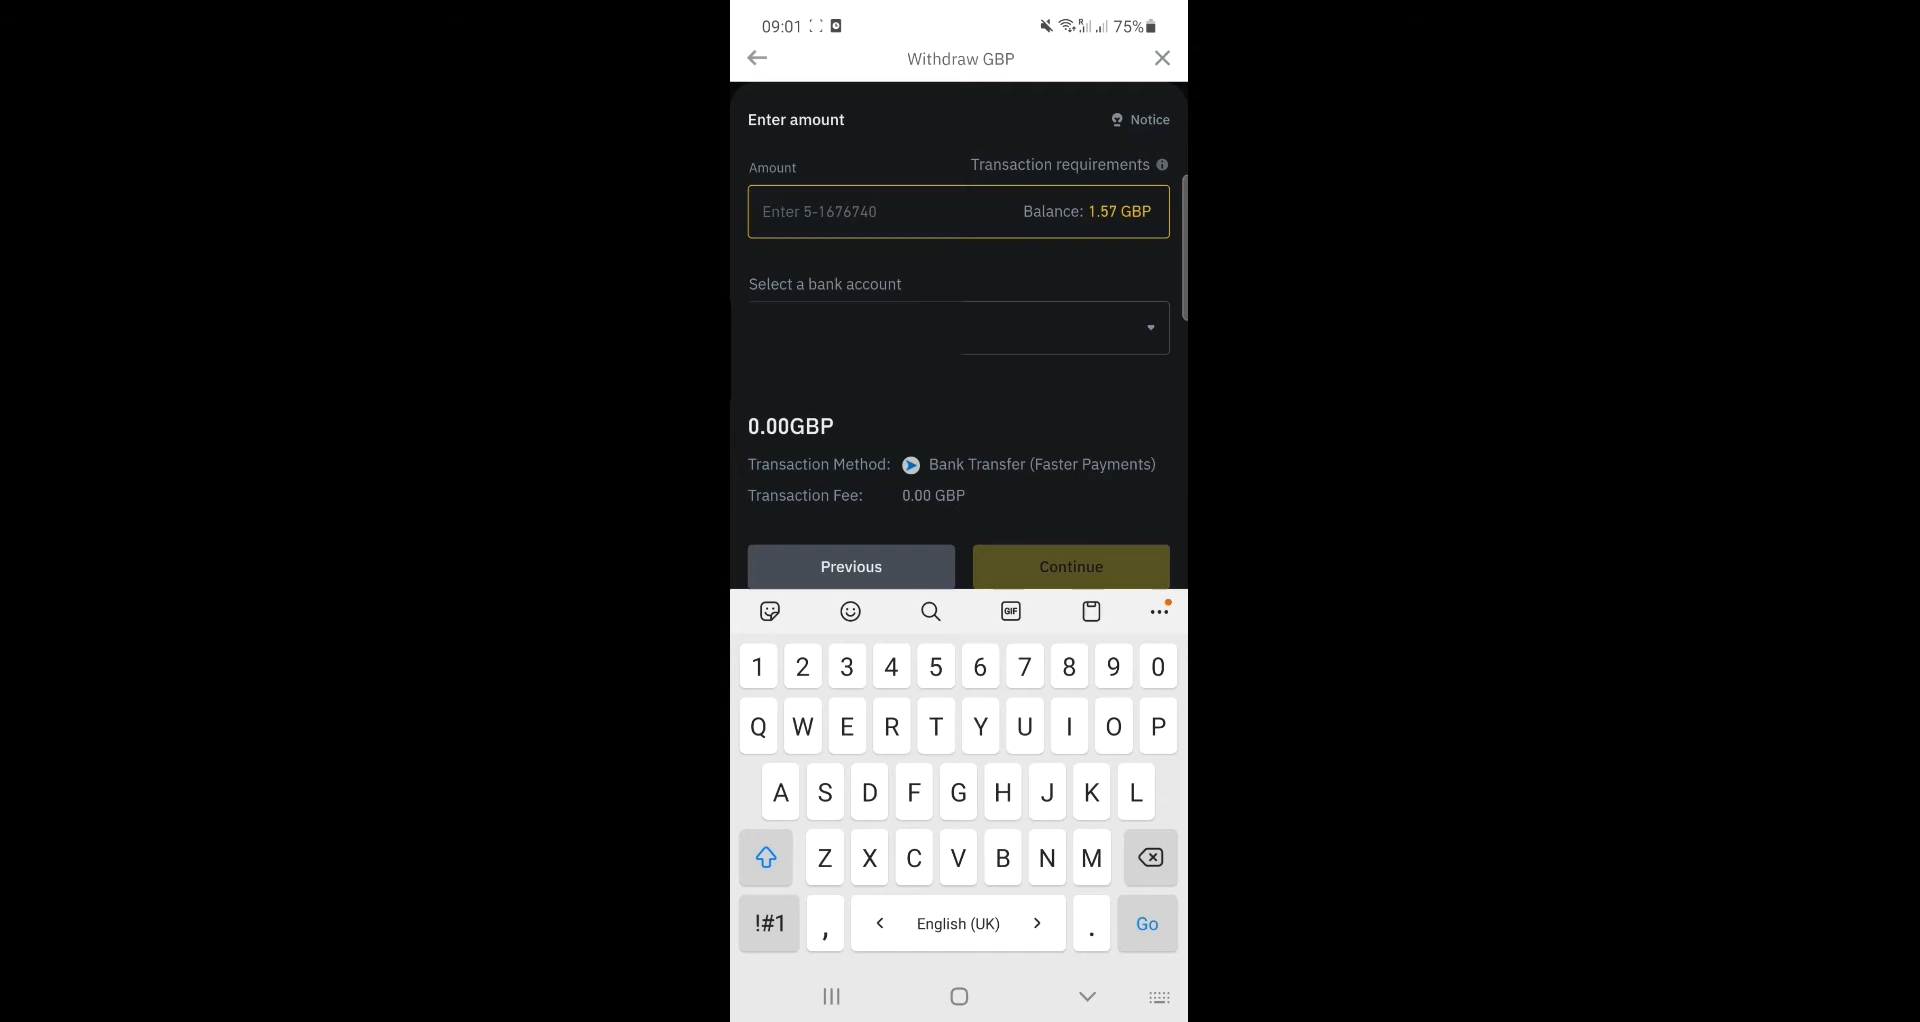 09:01 R 75%
Withdraw GBP
Enter amount Notice
Amount Transaction requirements
Enter 5-1676740 Balance: 1.57 GBP
Select a bank account
0.00GBP
Transaction Method: Bank Transfer (Faster Payments)
Transaction Fee: 0.00 GBP
Previous Continue
GIF
1 2 3 4 5 6 7 8 9 0
Q W E R T Y U I O P
A S D F G H J K L
Z X C V B N M
!#1 , < English (UK) > . Go